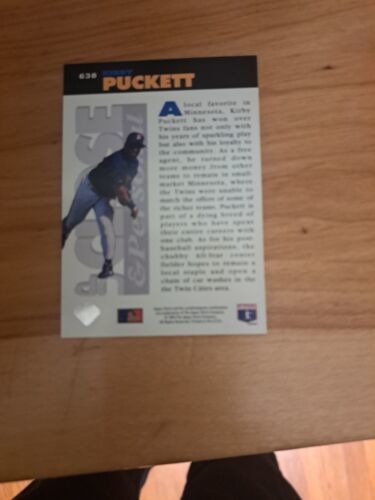 638 KIRBY
PUCKETT
CLOSE
& Personal
A local favorite in
Minnesota, Kirby
Puckett has won over
Twins fans not only with
his years of sparkling play
but also with his loyalty to
the community. As a free
agent, he turned down
more money from other
teams to remain in small-
market Minnesota, where
the Twins were unable to
match the offers of some of
the richer teams. Puckett is
part of a dying breed of
players who have spent
their entire careers with
one club. As for his post-
baseball aspirations, the
chubby All-Star center
fielder hopes to remain a
local staple and open a
chain of car washes in the
the Twin Cities area.